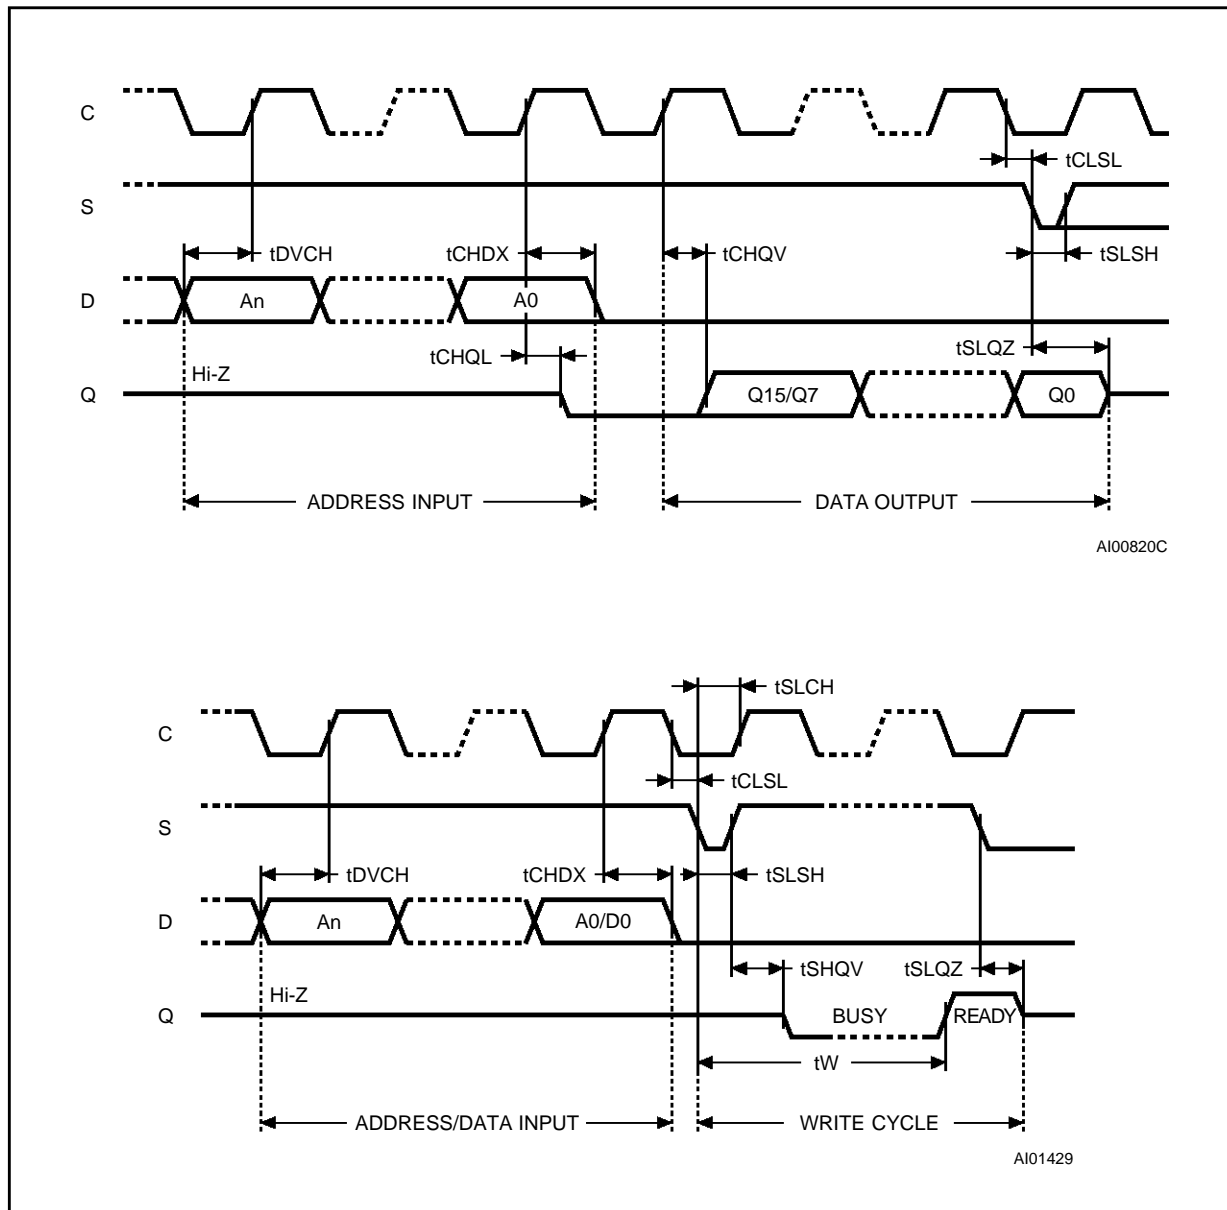 C
tCLSL
S
tDVCH
tCHDX
tCHQV
tSLSH
D
An
A0
tCHQL
tSLQZ
Hi-Z
Q
Q15/Q7
Q0
ADDRESS INPUT
DATA OUTPUT
AI00820C
tSLCH
C
tCLSL
S
tDVCH
tCHDX
tSLSH
D
An
A0/D0
tSHQV
tSLQZ
Hi-Z
Q
BUSY
READY
tW
ADDRESS/DATA INPUT
WRITE CYCLE
AI01429